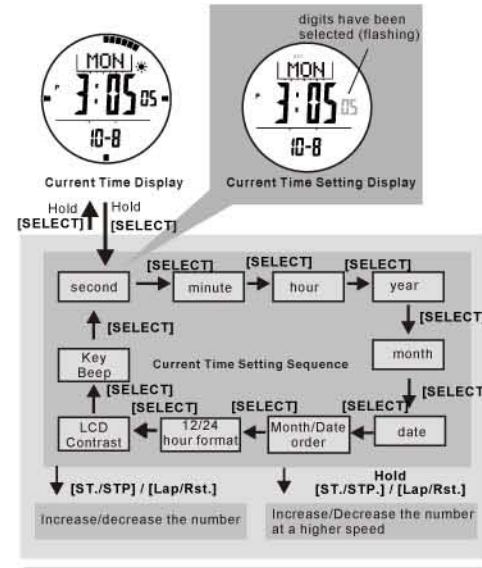 digits have been
selected (flashing)
MON
P 3:05 05
10-8
MON
P 3:05 05
10-8
Current Time Display
Current Time Setting Display
Hold
[SELECT]
Hold
[SELECT]
second
[SELECT]
minute
[SELECT]
hour
[SELECT]
year
[SELECT]
month
[SELECT]
date
[SELECT]
Month/Date
order
[SELECT]
12/24
hour format
[SELECT]
LCD
Contrast
[SELECT]
Key
Beep
[SELECT]
Current Time Setting Sequence
[ST./STP] / [Lap/Rst.]
Increase/decrease the number
Hold
[ST./STP.] / [Lap/Rst.]
Increase/Decrease the number
at a higher speed